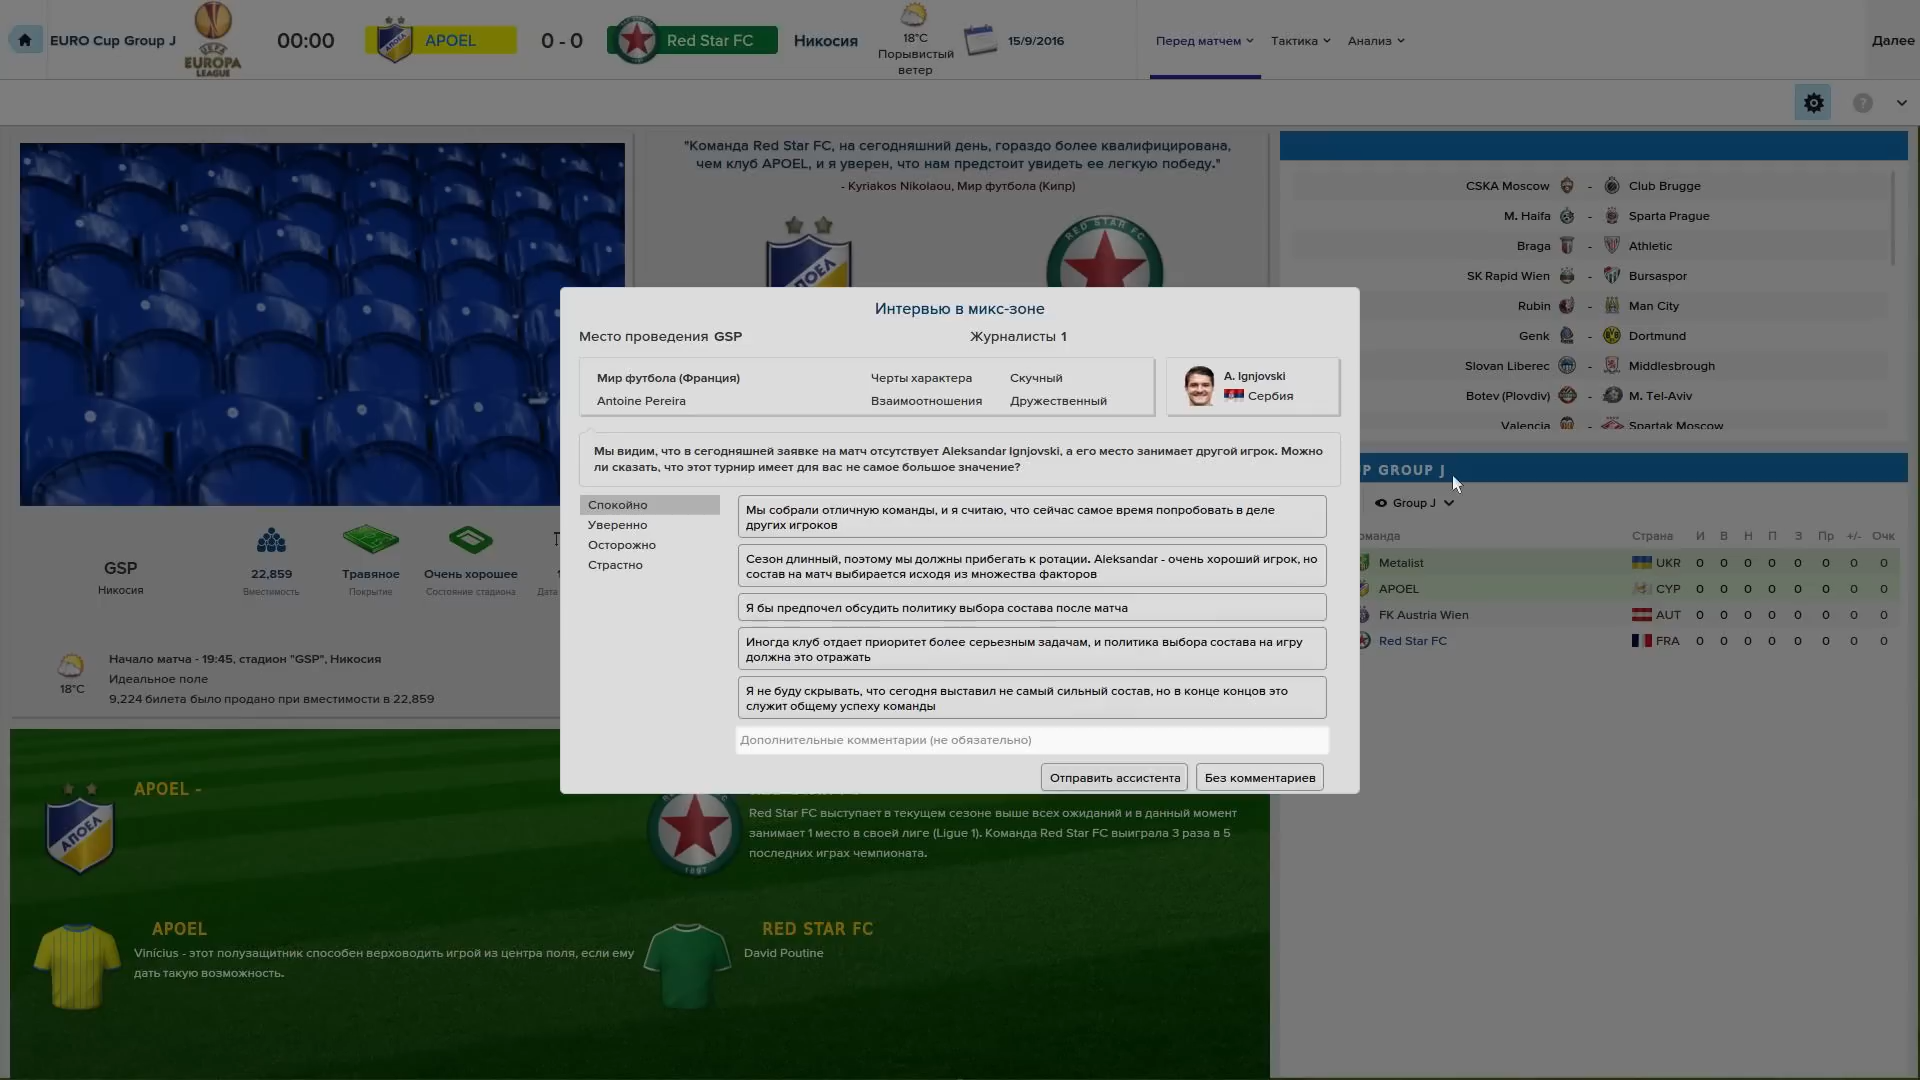 EURO Cup Group J
UEFA
EUROPA
LEAGUE
00:00
APOEL
0 - 0
Red Star FC
Никосия
18°C
Порывистый
ветер
15/9/2016
Перед матчем
Тактика
Анализ
Далее
"Команда Red Star FC, на сегодняшний день, гораздо более квалифицирована,
чем клуб APOEL, и я уверен, что нам предстоит увидеть ее легкую победу."
- Kyriakos Nikolaou, Мир футбола (Кипр)
ΑΠΟΕΛ
RED STAR FC
CSKA Moscow - Club Brugge
M. Haifa - Sparta Prague
Braga - Athletic
SK Rapid Wien - Bursaspor
Rubin - Man City
Genk - Dortmund
Slovan Liberec - Middlesbrough
Botev (Plovdiv) - M. Tel-Aviv
Valencia - Spartak Moscow
Интервью в микс-зоне
Место проведения GSP
Журналисты 1
Мир футбола (Франция)
Черты характера
Скучный
Antoine Pereira
Взаимоотношения
Дружественный
A. Ignjovski
Сербия
Мы видим, что в сегодняшней заявке на матч отсутствует Aleksandar Ignjovski, а его место занимает другой игрок. Можно
ли сказать, что этот турнир имеет для вас не самое большое значение?
Спокойно
Уверенно
Осторожно
Страстно
Мы собрали отличную команды, и я считаю, что сейчас самое время попробовать в деле
других игроков
Сезон длинный, поэтому мы должны прибегать к ротации. Aleksandar - очень хороший игрок, но
состав на матч выбирается исходя из множества факторов
Я бы предпочел обсудить политику выбора состава после матча
Иногда клуб отдает приоритет более серьезным задачам, и политика выбора состава на игру
должна это отражать
Я не буду скрывать, что сегодня выставил не самый сильный состав, но в конце концов это
служит общему успеху команды
Дополнительные комментарии (не обязательно)
Отправить ассистента
Без комментариев
P GROUP J
Group J
оманда Страна И В Н П З Пр +/- Очк
Metalist UKR 0 0 0 0 0 0 0 0
APOEL CYP 0 0 0 0 0 0 0 0
FK Austria Wien AUT 0 0 0 0 0 0 0 0
Red Star FC FRA 0 0 0 0 0 0 0 0
GSP
Никосия
22,859
Вместимость
Травяное
Покрытие
Очень хорошее
Состояние стадиона
Дата
Начало матча - 19:45, стадион "GSP", Никосия
Идеальное поле
9,224 билета было продано при вместимости в 22,859
18°C
APOEL -
ΑΠΟΕΛ
1897
Red Star FC выступает в текущем сезоне выше всех ожиданий и в данный момент
занимает 1 место в своей лиге (Ligue 1). Команда Red Star FC выиграла 3 раза в 5
последних играх чемпионата.
APOEL
Vinícius - этот полузащитник способен верховодить игрой из центра поля, если ему
дать такую возможность.
RED STAR FC
David Poutine